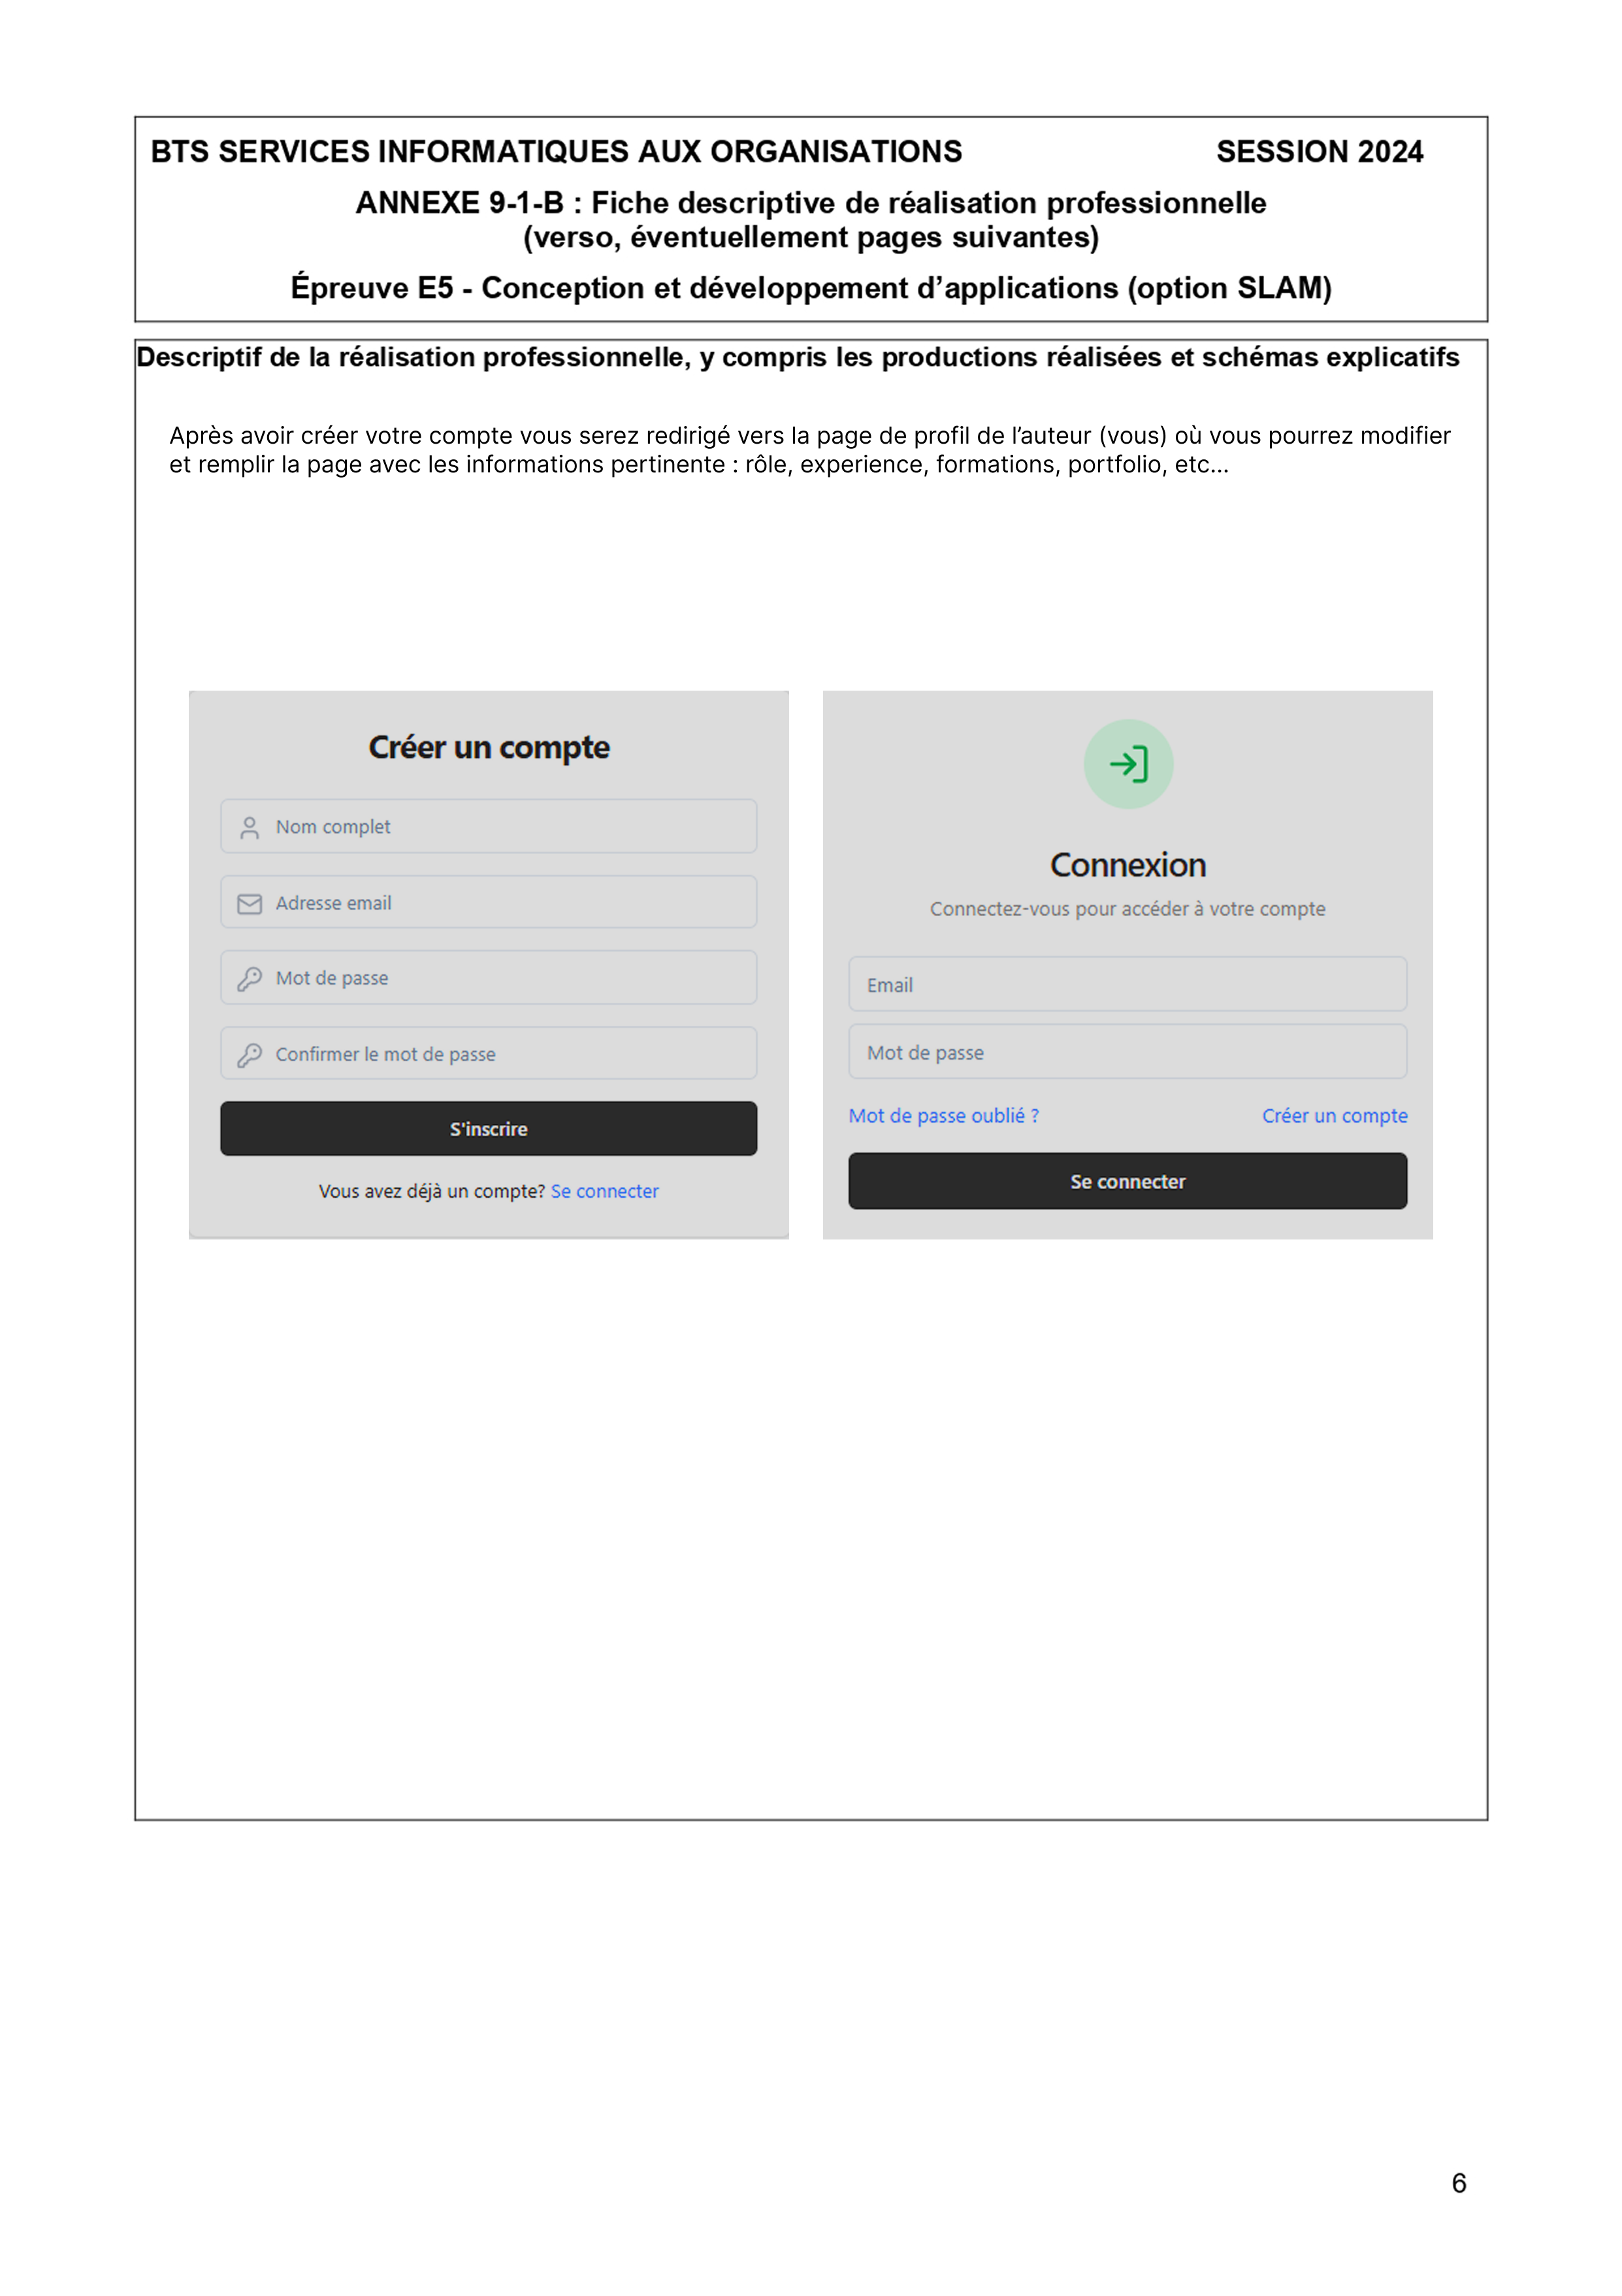 BTS SERVICES INFORMATIQUES AUX ORGANISATIONS SESSION 2024
ANNEXE 9-1-B : Fiche descriptive de réalisation professionnelle
(verso, éventuellement pages suivantes)
Épreuve E5 - Conception et développement d’applications (option SLAM)
Descriptif de la réalisation professionnelle, y compris les productions réalisées et schémas explicatifs
Après avoir créer votre compte vous serez redirigé vers la page de profil de l’auteur (vous) où vous pourrez modifier
et remplir la page avec les informations pertinente : rôle, experience, formations, portfolio, etc...
Créer un compte
Nom complet
Adresse email
Mot de passe
Confirmer le mot de passe
S'inscrire
Vous avez déjà un compte? Se connecter
Connexion
Connectez-vous pour accéder à votre compte
Email
Mot de passe
Mot de passe oublié ? Créer un compte
Se connecter
6